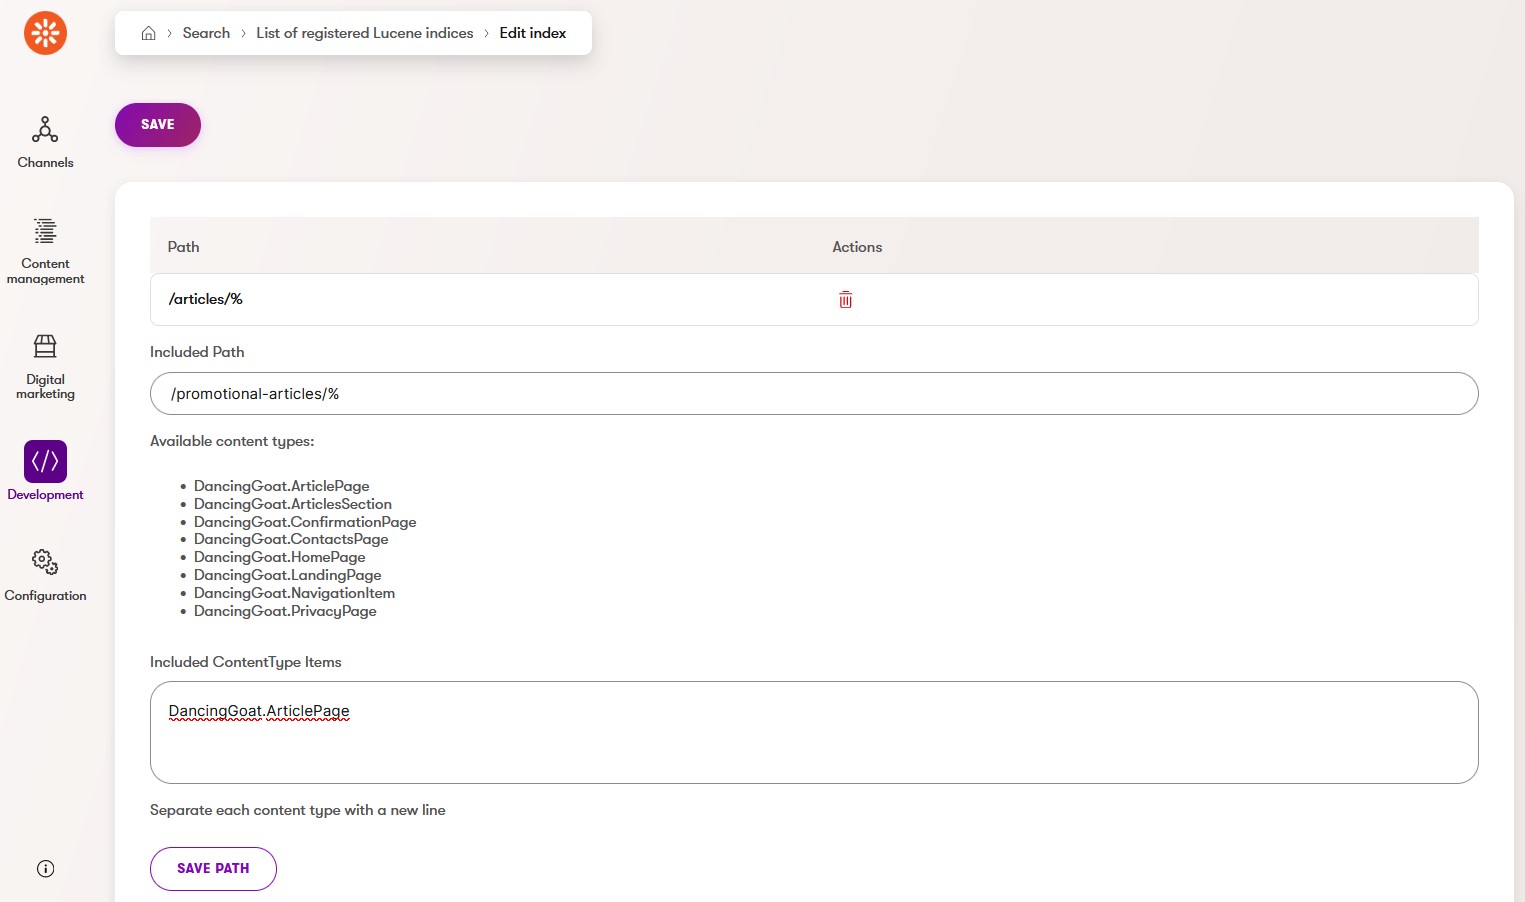 Search > List of registered Lucene indices > Edit index
SAVE
Channels
Content
management
Digital
marketing
Development
Configuration
Path Actions
/articles/%
Included Path
/promotional-articles/%
Available content types:
• DancingGoat.ArticlePage
• DancingGoat.ArticlesSection
• DancingGoat.ConfirmationPage
• DancingGoat.ContactsPage
• DancingGoat.HomePage
• DancingGoat.LandingPage
• DancingGoat.NavigationItem
• DancingGoat.PrivacyPage
Included ContentType Items
DancingGoat.ArticlePage
Separate each content type with a new line
SAVE PATH